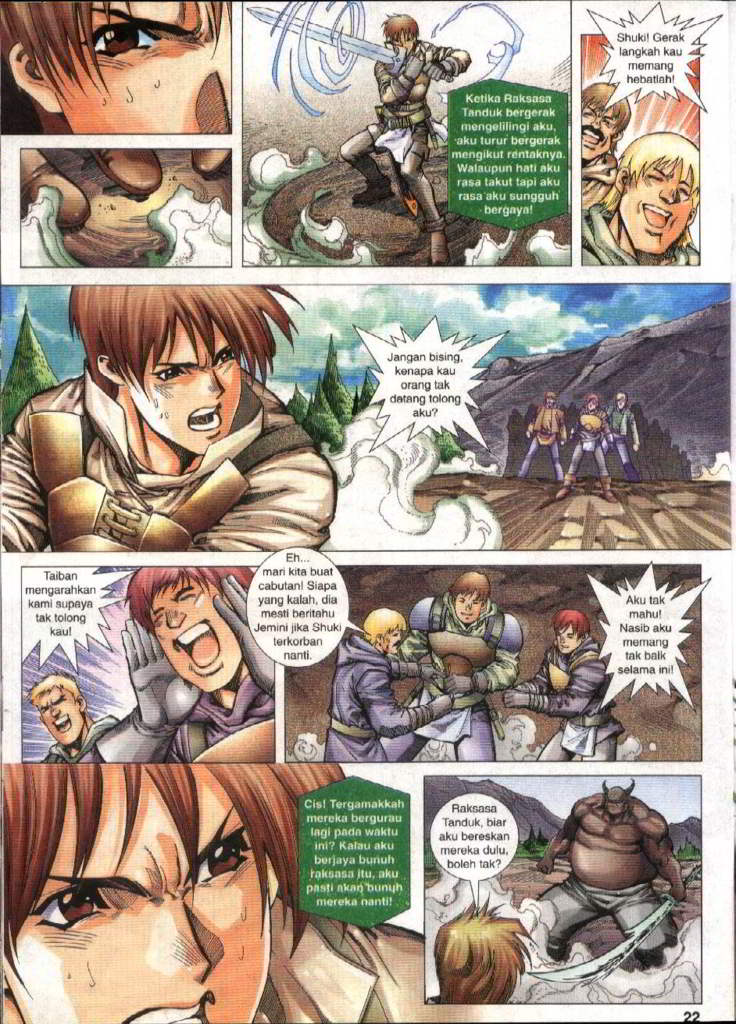 Ketika Raksasa
Tanduk bergerak
mengelilingi aku,
aku turur bergerak
mengikut rentaknya.
Walaupun hati aku
rasa takut tapi aku
rasa aku sungguh
bergaya!
Shuki! Gerak
langkah kau
memang
hebatlah!
Jangan bising,
kenapa kau
orang tak
datang tolong
aku?
Taiban
mengarahkan
kami supaya
tak tolong
kau!
Eh...
mari kita buat
cabutan! Siapa
yang kalah, dia
mesti beritahu
Jemini jika Shuki
terkorban
nanti.
Aku tak
mahu!
Nasib aku
memang
tak baik
selama ini!
Cis! Tergamakkah
mereka bergurau
lagi pada waktu
ini? Kalau aku
berjaya bunuh
raksasa itu, aku
pasti akan bunuh
mereka nanti!
Raksasa
Tanduk, biar
aku bereskan
mereka dulu,
boleh tak?
22